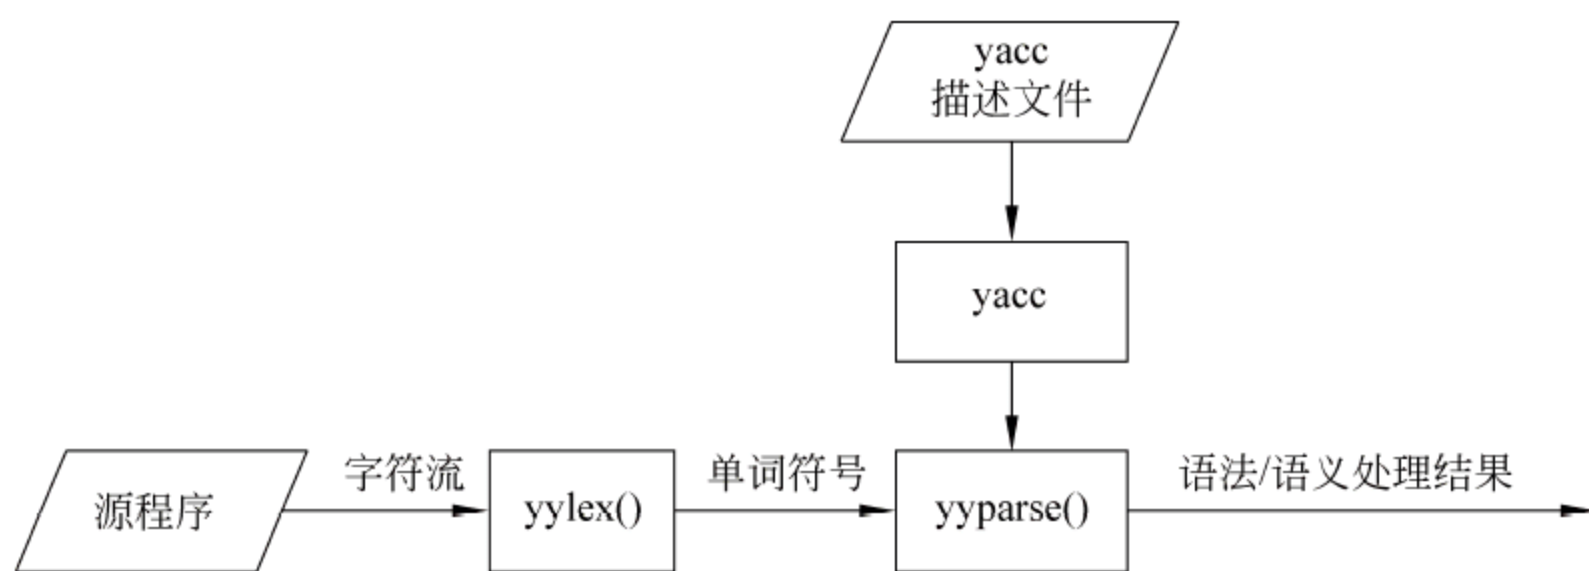 yacc
描述文件
yacc
字符流
单词符号
语法/语义处理结果
源程序
yylex()
yyparse()